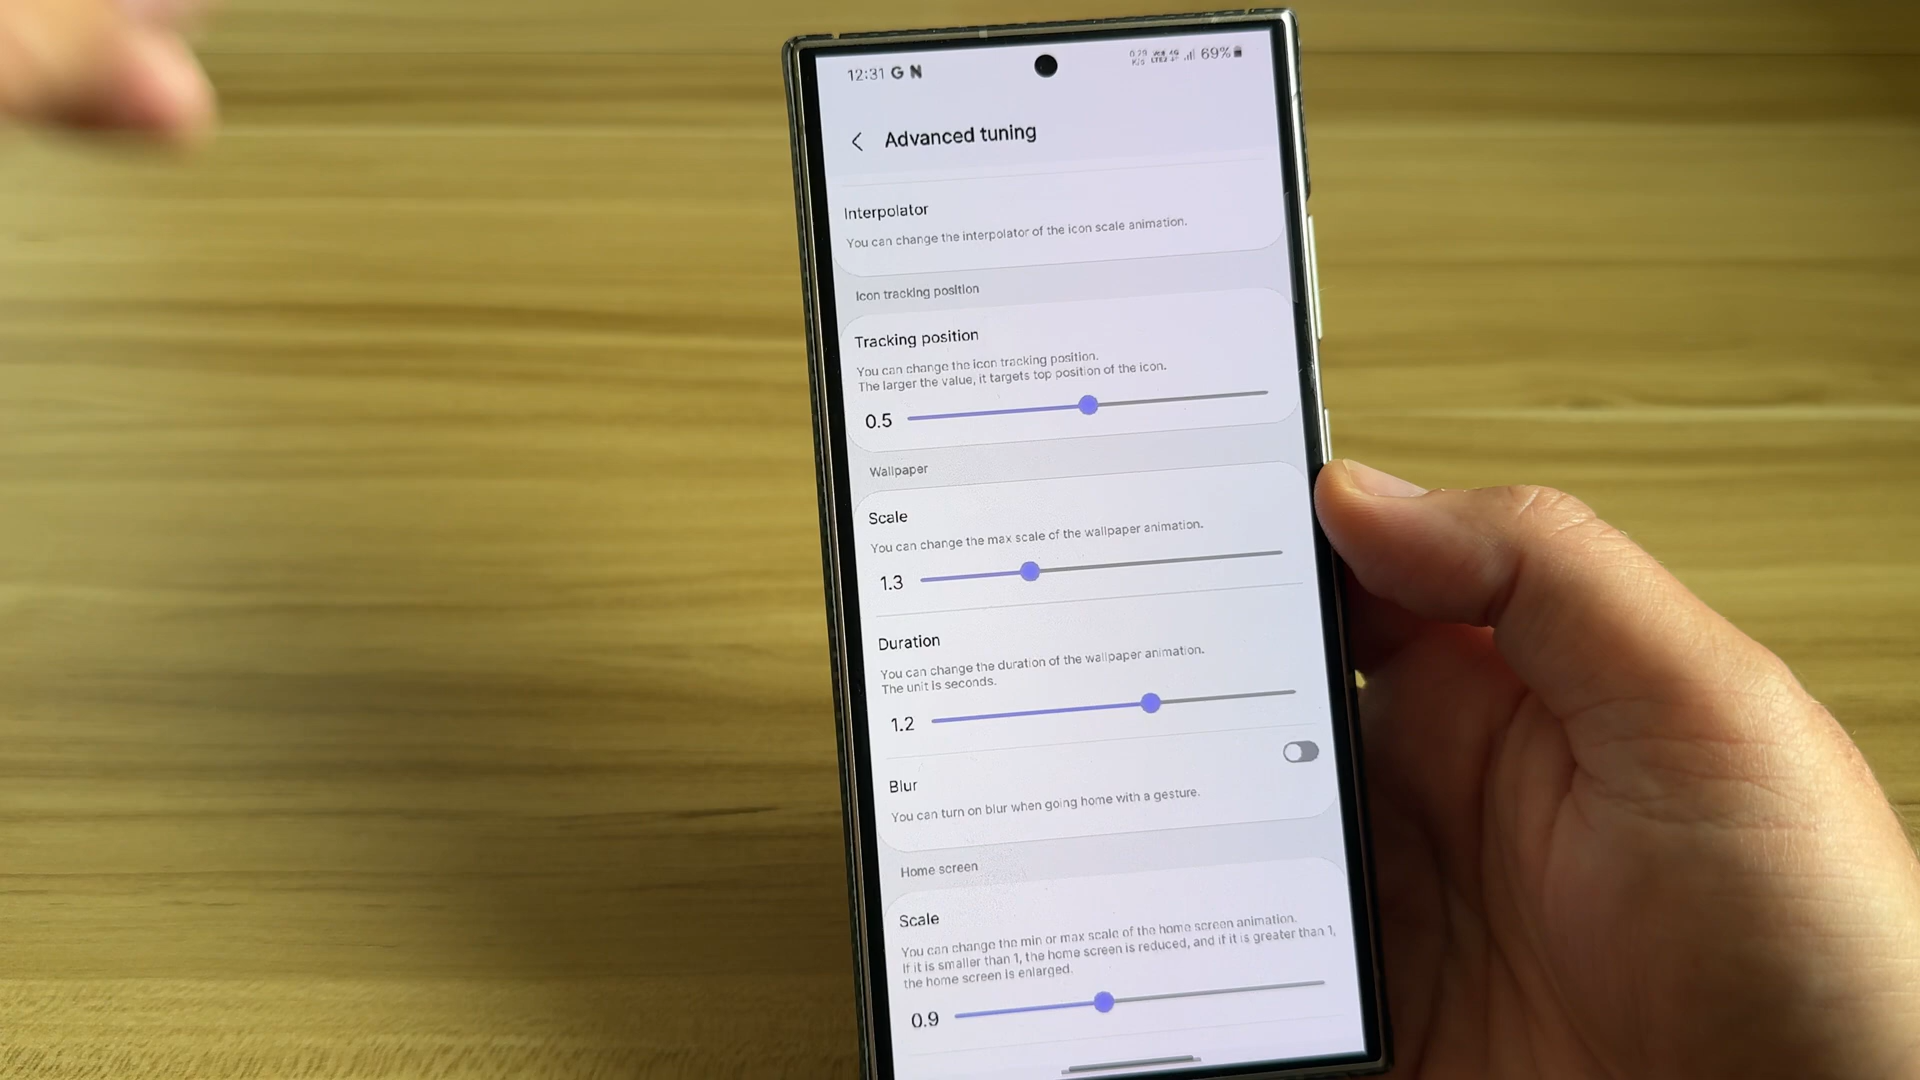 12:31 G N
69%
Advanced tuning
Interpolator
You can change the interpolator of the icon scale animation.
Icon tracking position
Tracking position
You can change the icon tracking position.
The larger the value, it targets top position of the icon.
0.5
Wallpaper
Scale
You can change the max scale of the wallpaper animation.
1.3
Duration
You can change the duration of the wallpaper animation.
The unit is seconds.
1.2
Blur
You can turn on blur when going home with a gesture.
Home screen
Scale
You can change the min or max scale of the home screen animation.
If it is smaller than 1, the home screen is reduced, and if it is greater than 1,
the home screen is enlarged.
0.9